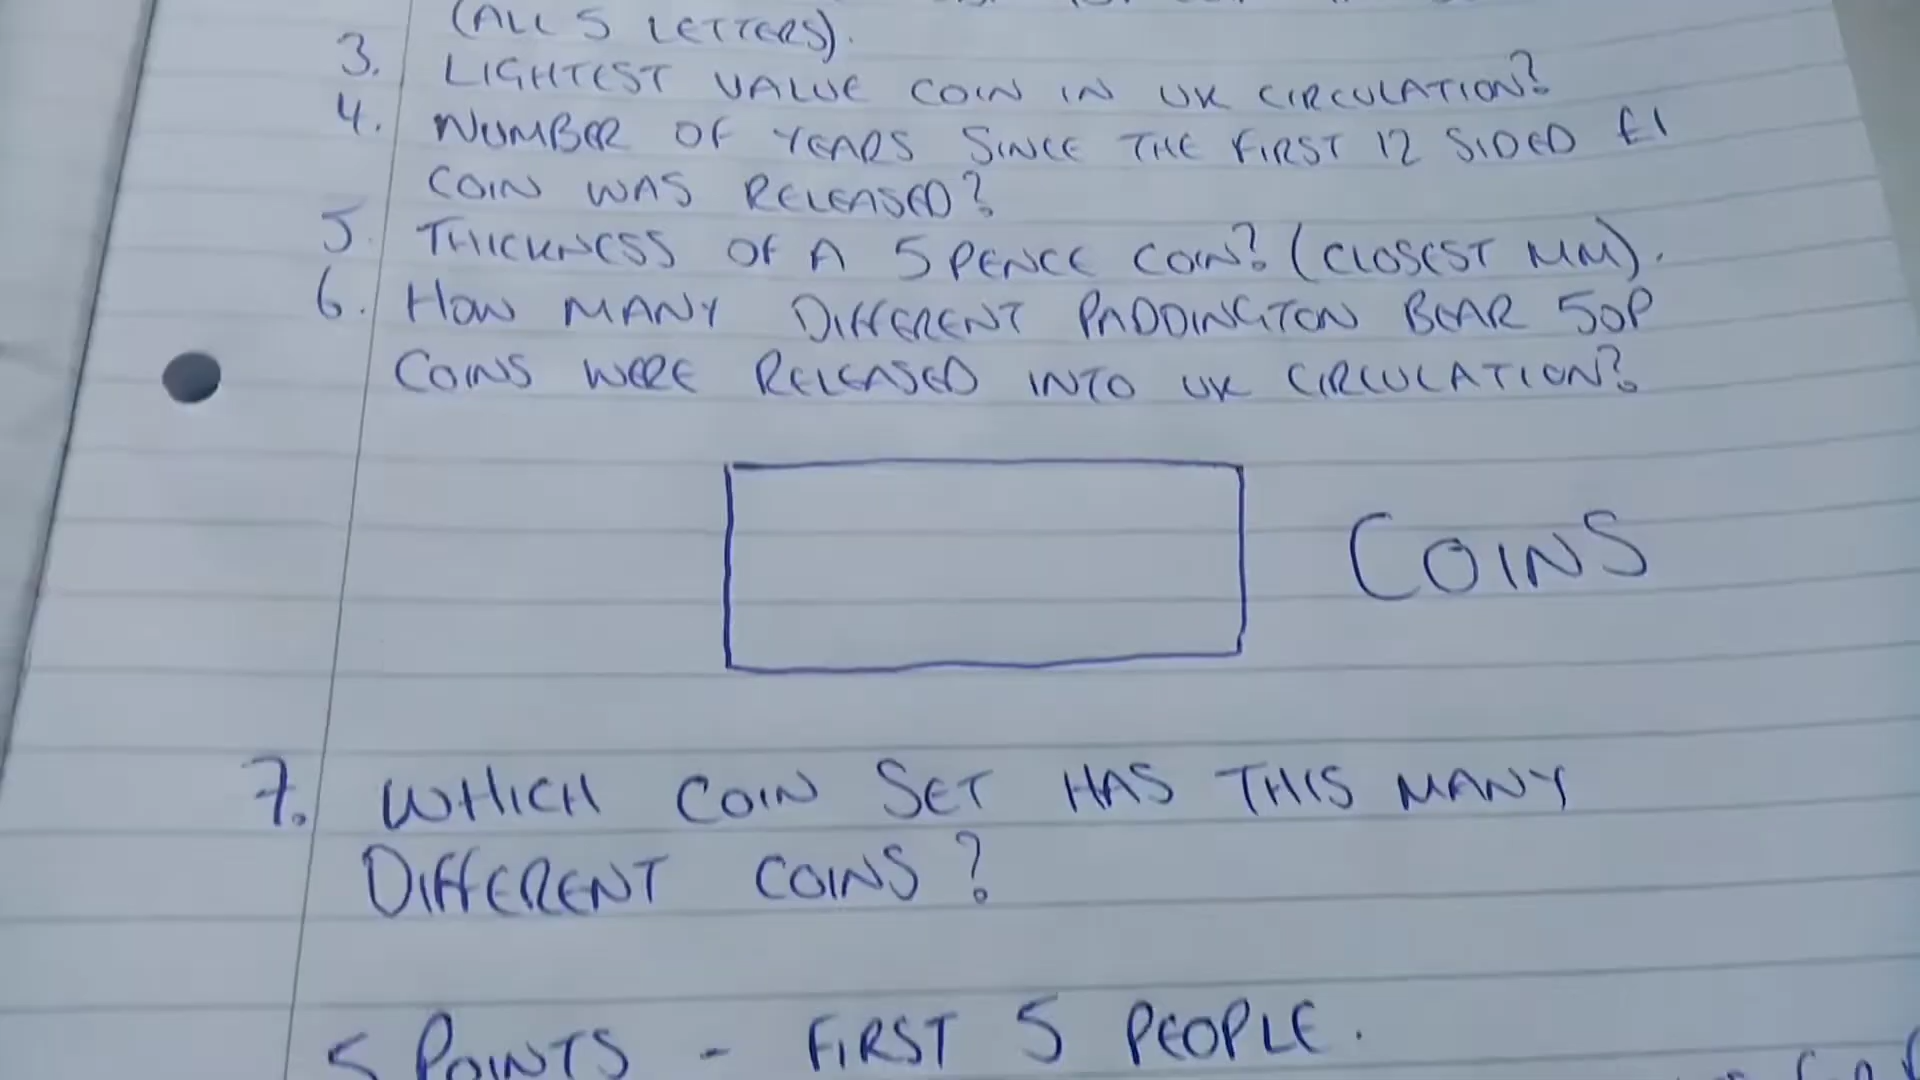 (ALL 5 LETTERS).
3. LIGHTEST VALUE COIN IN UK CIRCULATION?
4. NUMBER OF YEARS SINCE THE FIRST 12 SIDED £1
COIN WAS RELEASED?
5. THICKNESS OF A 5 PENCE COIN? (CLOSEST MM).
6. HOW MANY DIFFERENT PADDINGTON BEAR 50P
COINS WERE RELEASED INTO UK CIRCULATION?
COINS
7. WHICH COIN SET HAS THIS MANY
DIFFERENT COINS?
5 POINTS - FIRST 5 PEOPLE.